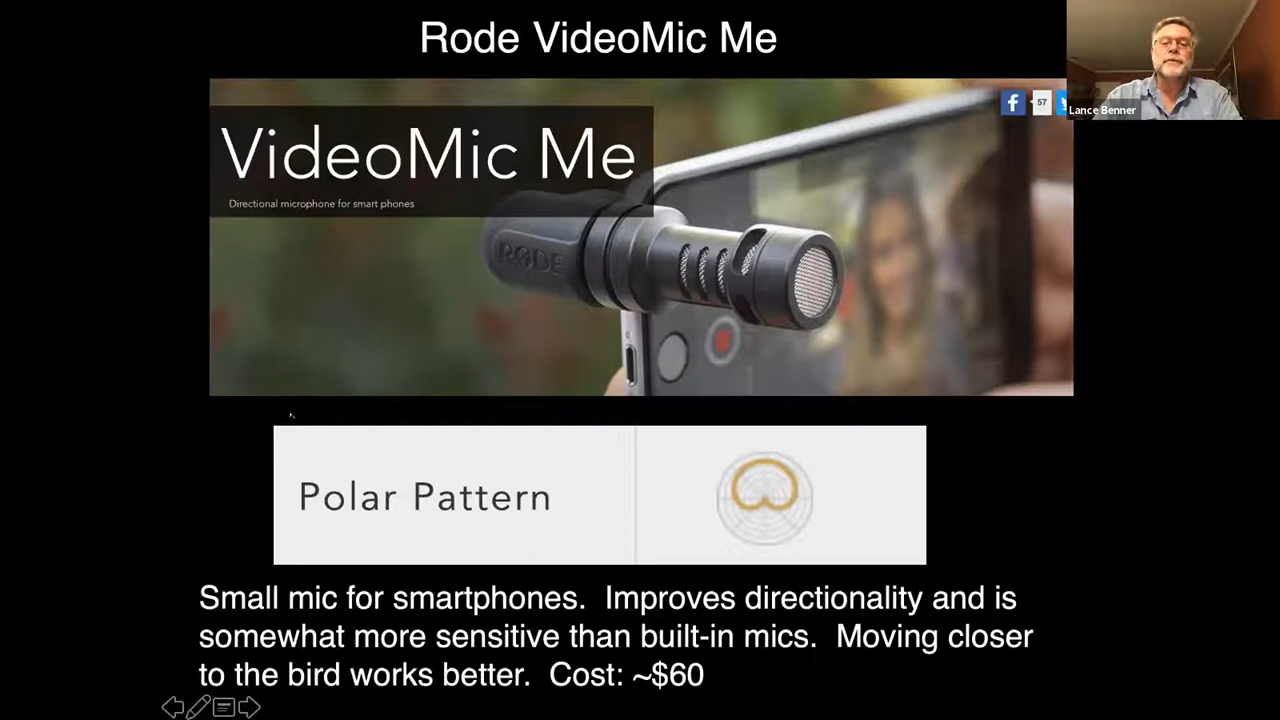 Rode VideoMic Me
VideoMic Me
Directional microphone for smart phones
57
Lance Benner
RØDE
Polar Pattern
Small mic for smartphones. Improves directionality and is
somewhat more sensitive than built-in mics. Moving closer
to the bird works better. Cost: ~$60